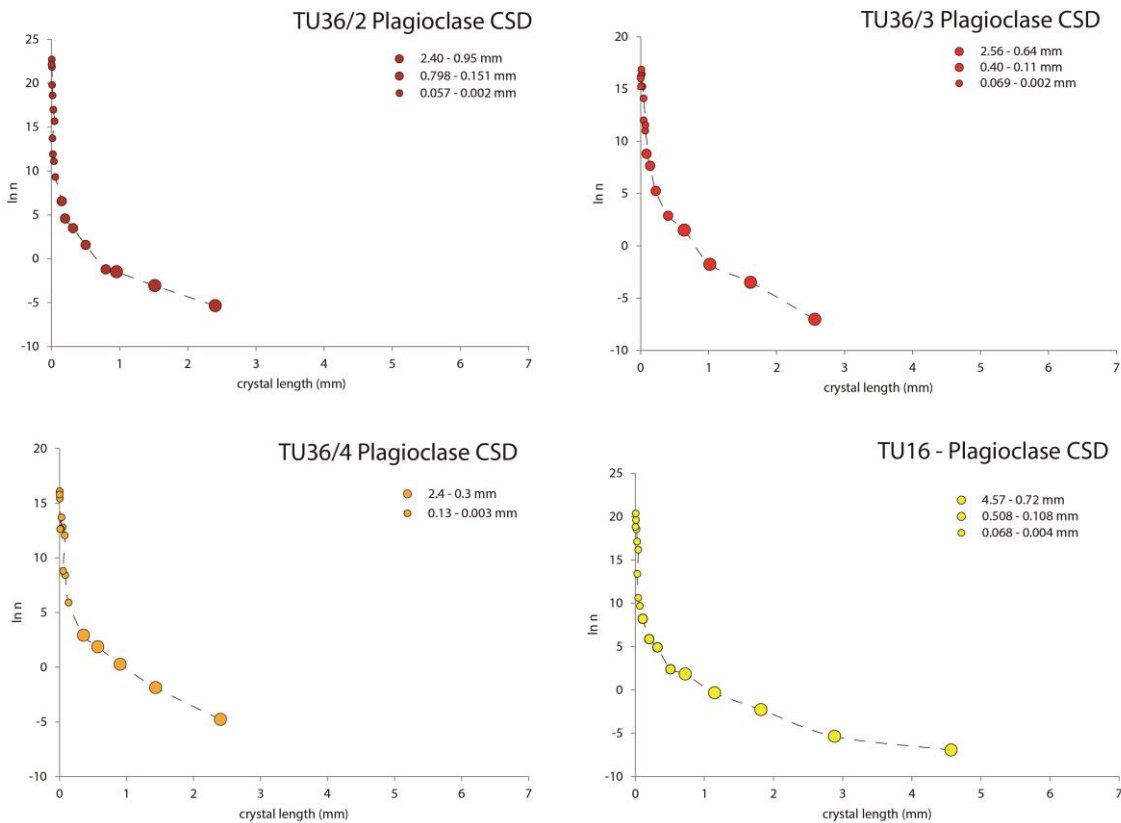 TU36/2 Plagioclase CSD
2.40 - 0.95 mm
0.798 - 0.151 mm
0.057 - 0.002 mm
25
20
15
10
5
0
-5
-10
ln n
0 1 2 3 4 5 6 7
crystal length (mm)
TU36/3 Plagioclase CSD
2.56 - 0.64 mm
0.40 - 0.11 mm
0.069 - 0.002 mm
20
15
10
5
0
-5
-10
ln n
0 1 2 3 4 5 6 7
crystal length (mm)
TU36/4 Plagioclase CSD
2.4 - 0.3 mm
0.13 - 0.003 mm
20
15
10
5
0
-5
-10
ln n
0 1 2 3 4 5 6 7
crystal length (mm)
TU16 - Plagioclase CSD
4.57 - 0.72 mm
0.508 - 0.108 mm
0.068 - 0.004 mm
25
20
15
10
5
0
-5
-10
ln n
0 1 2 3 4 5 6 7
crystal length (mm)